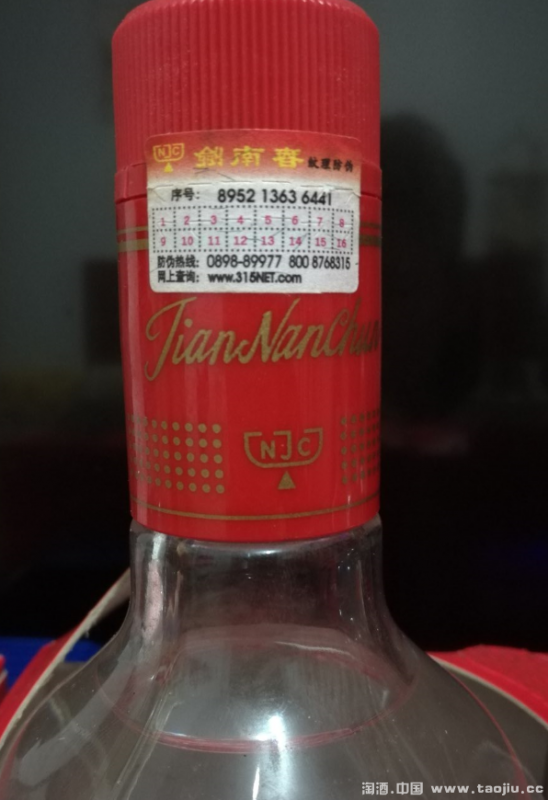 NJC 劍南春 纹理防伪
序号: 8952 1363 6441
1 2 3 4 5 6 7 8
9 10 11 12 13 14 15 16
防伪热线: 0898-89977 800 8768315
网上查询: www.315NET.com
JianNanChun
NJC
淘酒.中国 www.taojiu.cc